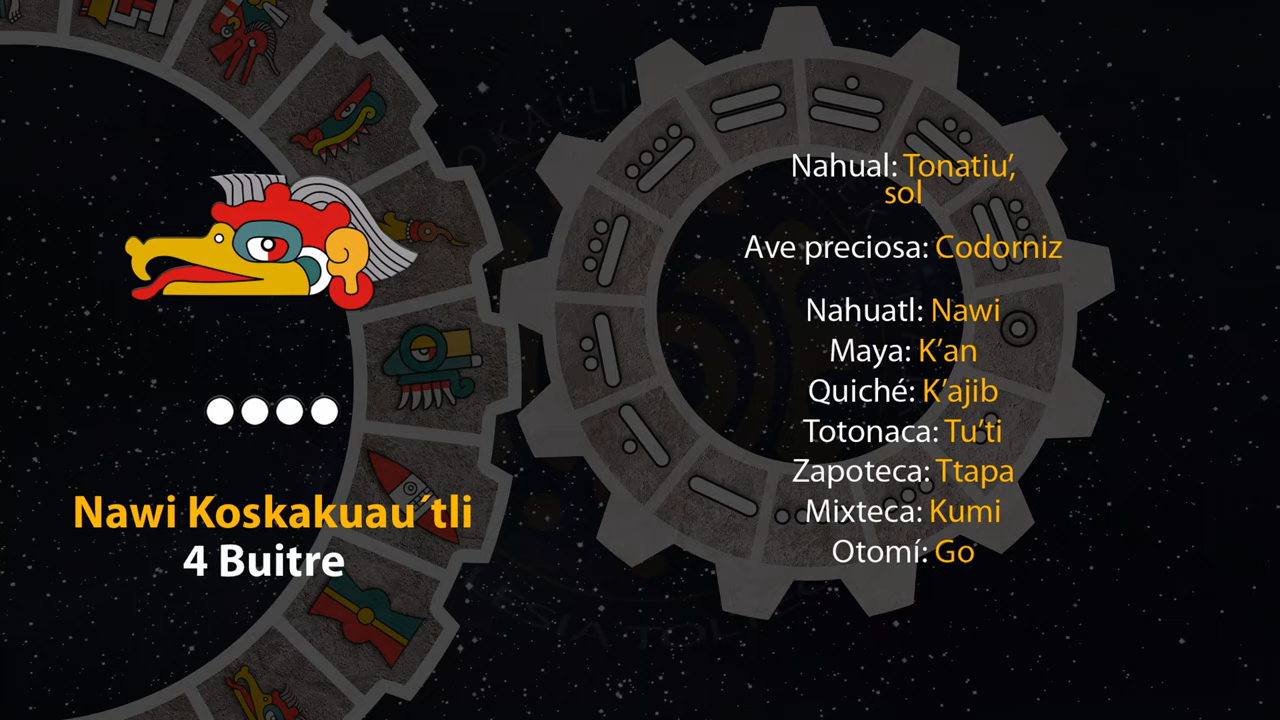 Nawi Koskakuau´tli
4 Buitre
Nahual: Tonatiu’,
sol
Ave preciosa: Codorniz
Nahuatl: Nawi
Maya: K’an
Quiché: K’ajib
Totonaca: Tu’ti
Zapoteca: Ttapa
Mixteca: Kumi
Otomí: Go